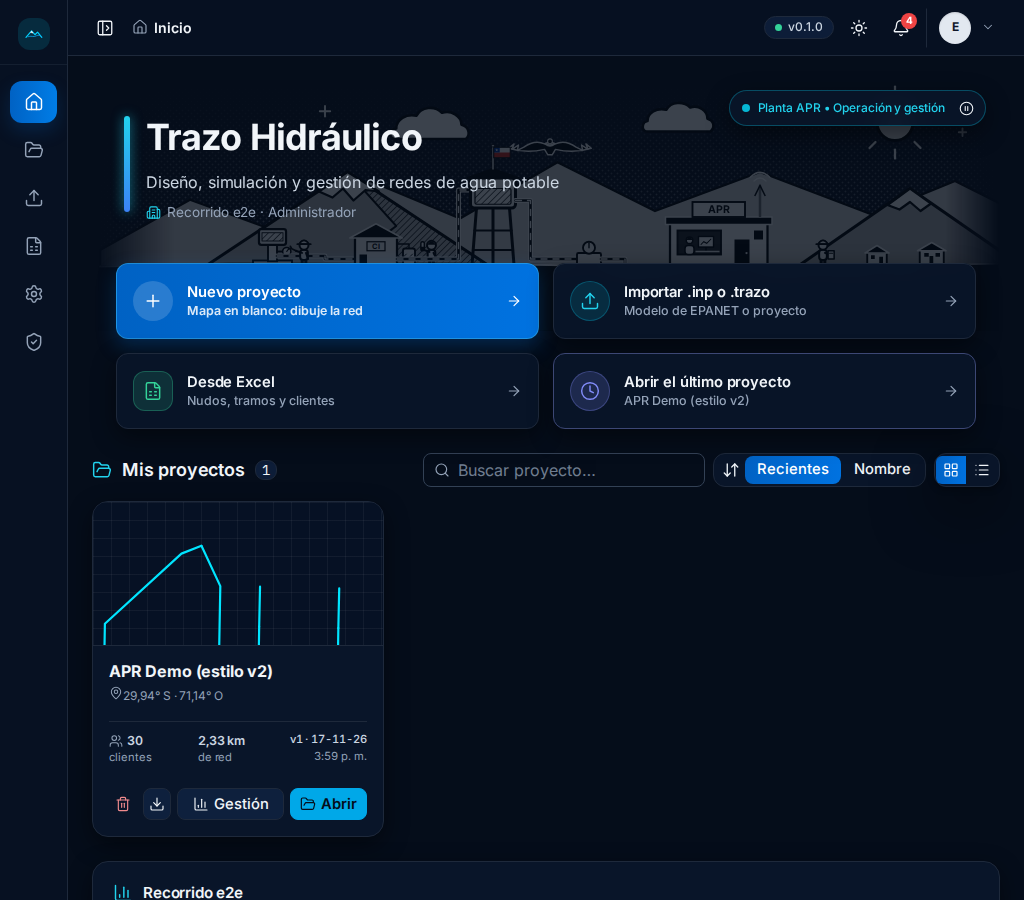 Inicio
v0.1.0
4
E
Planta APR • Operación y gestión
Trazo Hidráulico
Diseño, simulación y gestión de redes de agua potable
Recorrido e2e · Administrador
APR
CI
Nuevo proyecto
Mapa en blanco: dibuje la red
Importar .inp o .trazo
Modelo de EPANET o proyecto
Desde Excel
Nudos, tramos y clientes
Abrir el último proyecto
APR Demo (estilo v2)
Mis proyectos 1
Buscar proyecto...
Recientes
Nombre
APR Demo (estilo v2)
29,94° S · 71,14° O
30
clientes
2,33 km
de red
v1 · 17-11-26
3:59 p. m.
Gestión
Abrir
Recorrido e2e